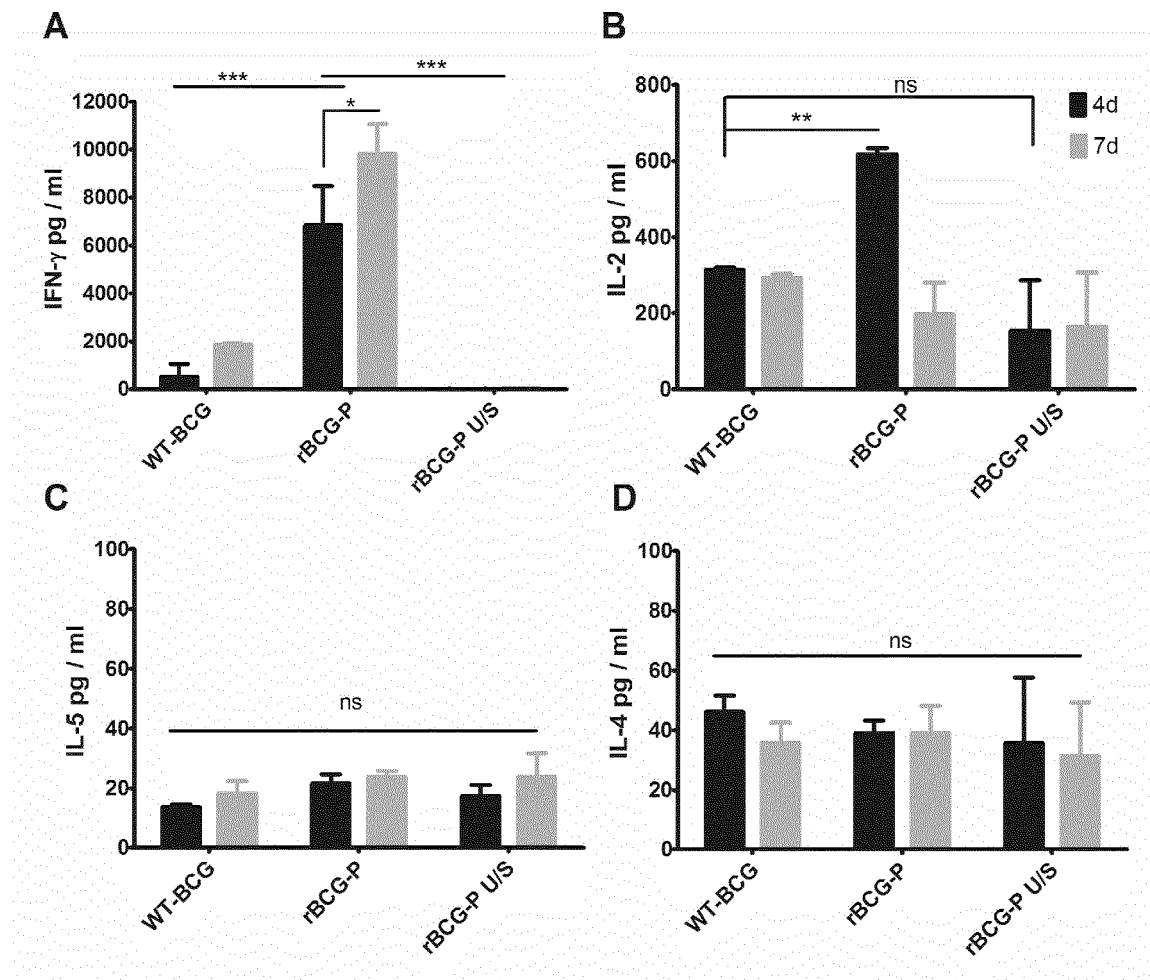 A
***
***
*
12000
10000
8000
6000
4000
2000
0
IFN-γ pg / ml
WT-BCG
rBCG-P
rBCG-P U/S
B
800
600
400
200
0
IL-2 pg / ml
ns
**
4d
7d
WT-BCG
rBCG-P
rBCG-P U/S
C
100
80
60
40
20
0
IL-5 pg / ml
ns
WT-BCG
rBCG-P
rBCG-P U/S
D
100
80
60
40
20
0
IL-4 pg / ml
ns
WT-BCG
rBCG-P
rBCG-P U/S